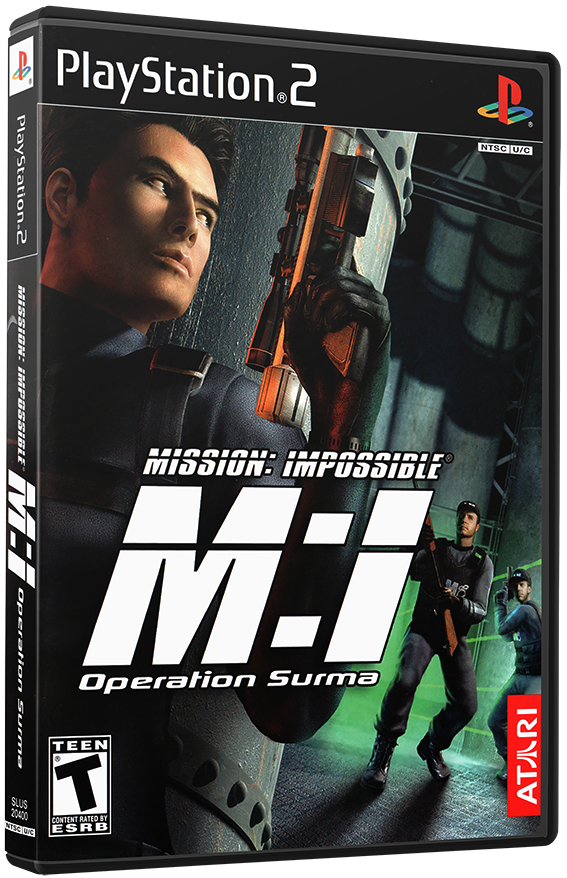 PlayStation®2
NTSC U/C
MISSION: IMPOSSIBLE®
M:I
Operation Surma
TEEN
T
CONTENT RATED BY
ESRB
ATARI
PlayStation®2
MISSION: IMPOSSIBLE™
M:I
Operation Surma
SLUS
20400
NTSC U/C